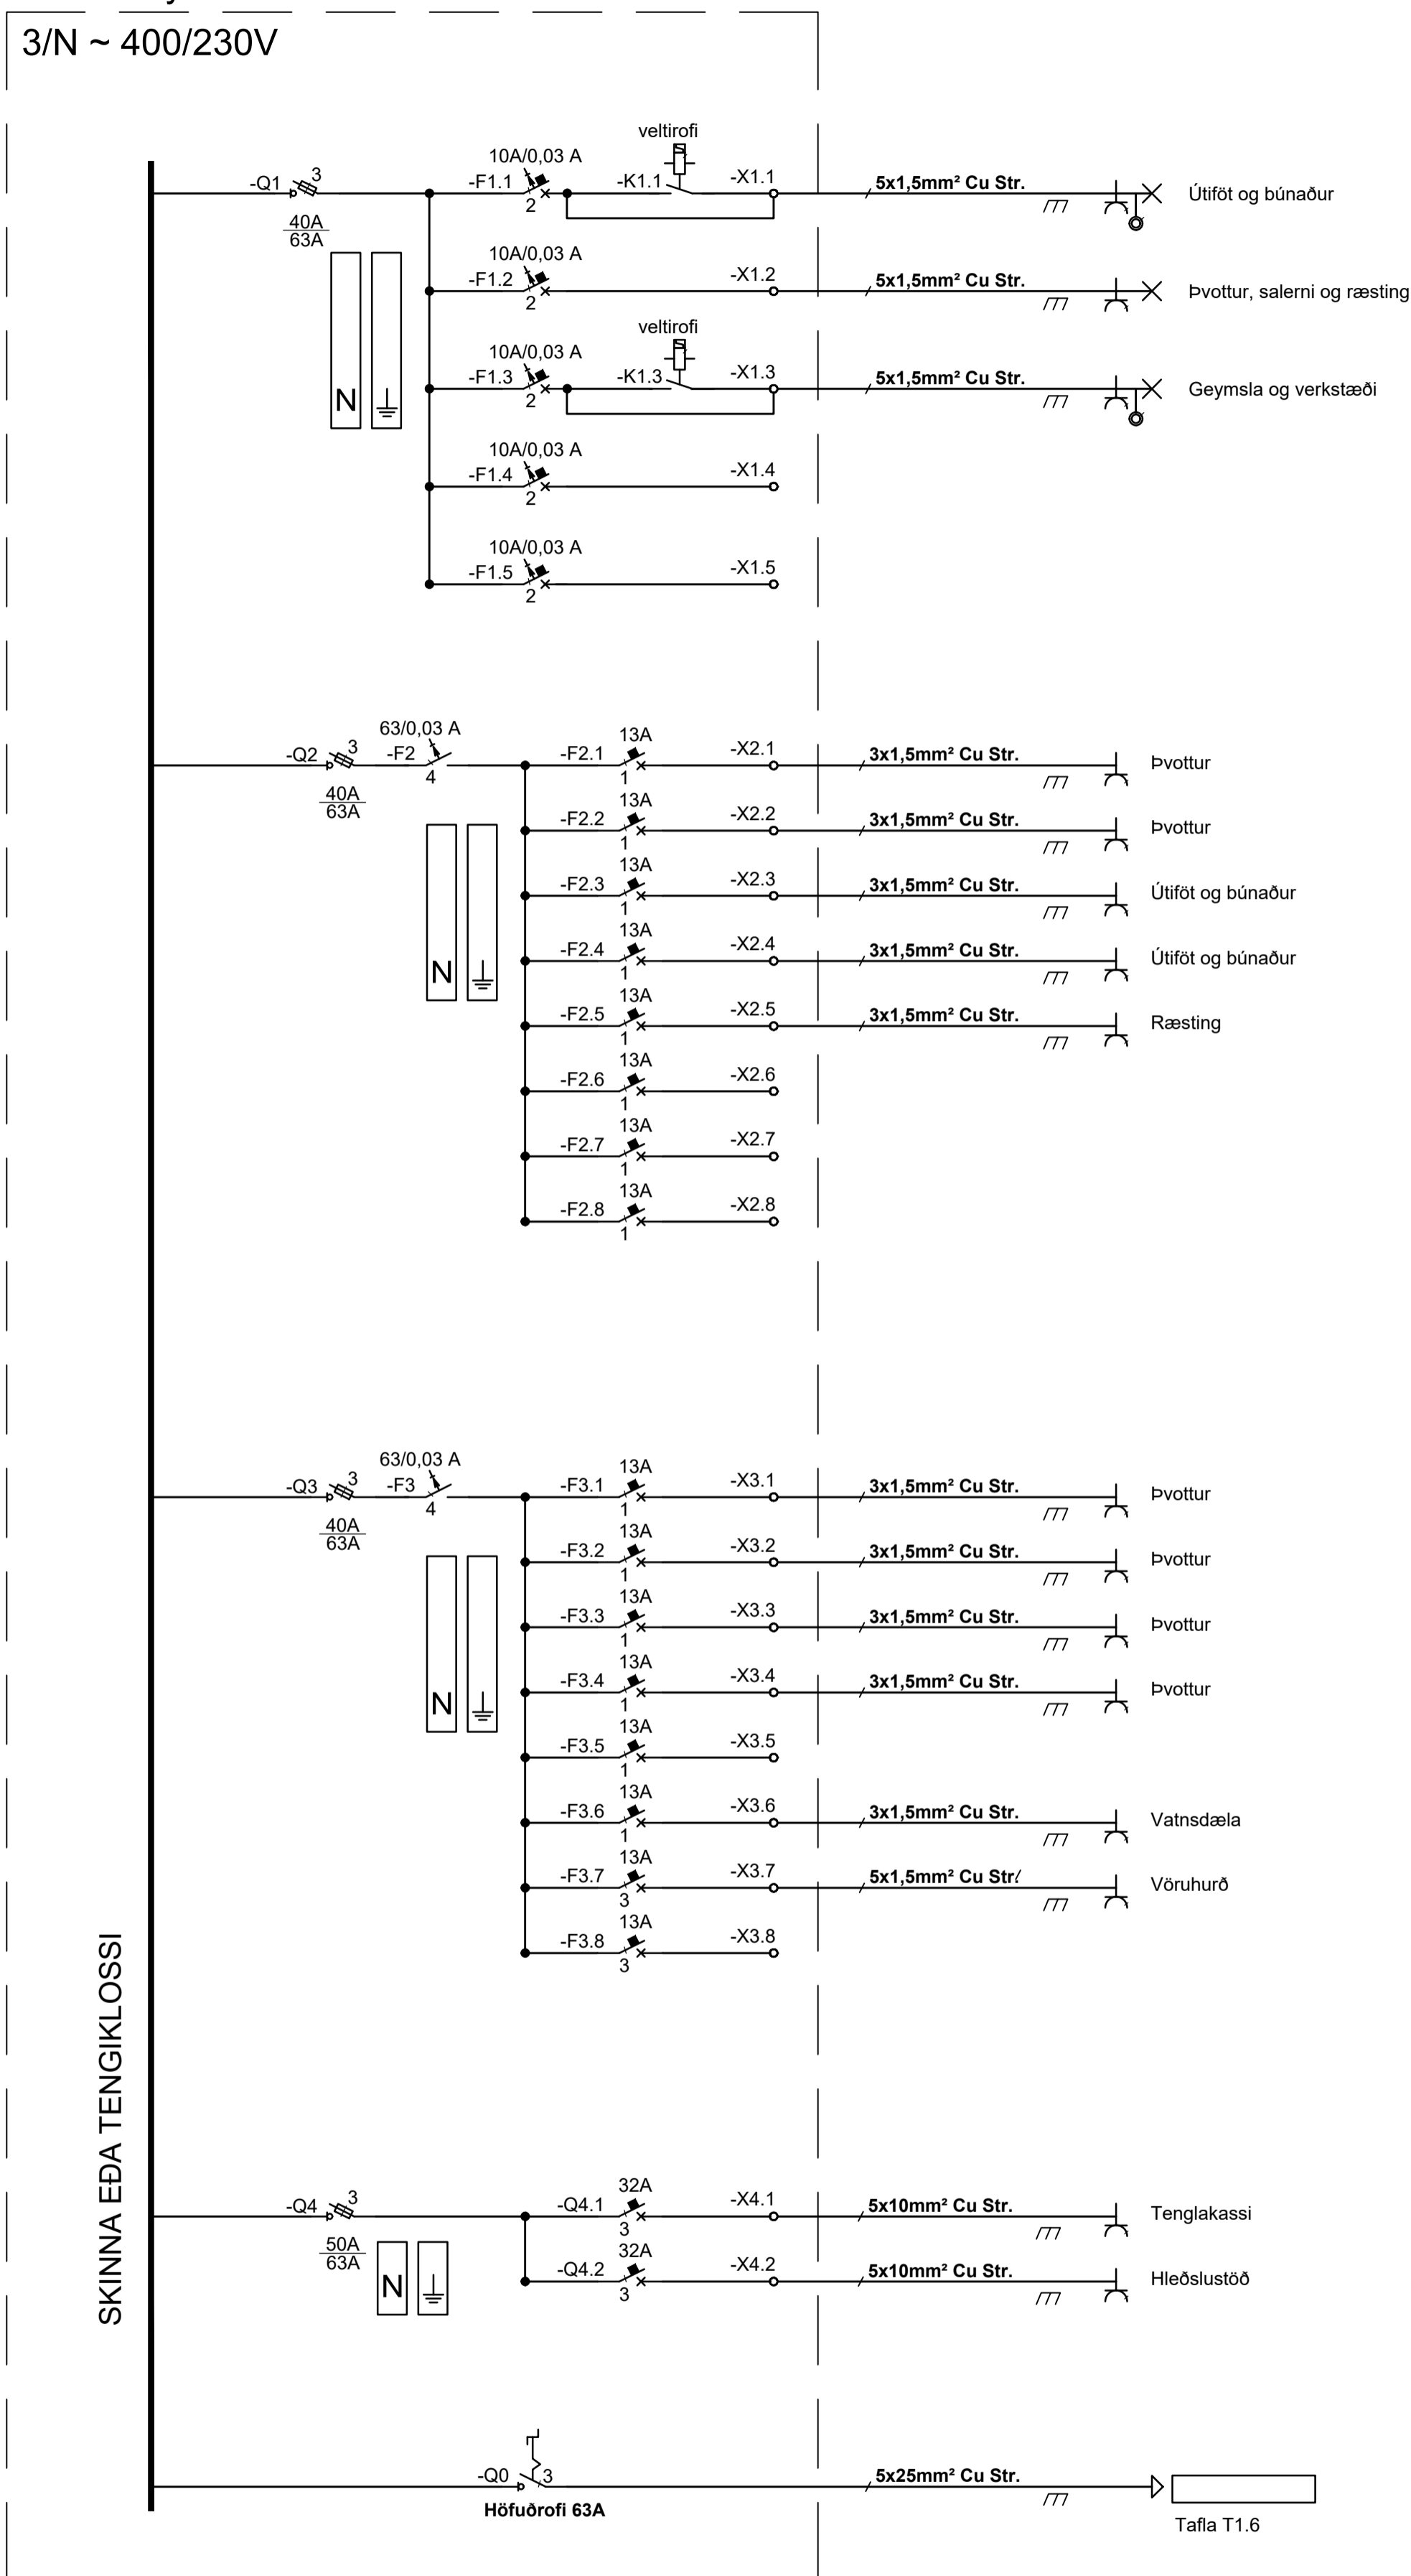 3/N ~ 400/230V
veltirofi
10A/0,03 A
-Q1 3 -F1.1 -K1.1 -X1.1 5x1,5mm² Cu Str. Útiföt og búnaður
2
40A
63A
10A/0,03 A
-F1.2 -X1.2 5x1,5mm² Cu Str. Þvottur, salerni og ræsting
2
veltirofi
10A/0,03 A
-F1.3 -K1.3 -X1.3 5x1,5mm² Cu Str. Geymsla og verkstæði
2
N
10A/0,03 A
-F1.4 -X1.4
2
10A/0,03 A
-F1.5 -X1.5
2
63/0,03 A 13A
-Q2 3 -F2 -F2.1 -X2.1 3x1,5mm² Cu Str. Þvottur
4 1
40A
63A
13A
-F2.2 -X2.2 3x1,5mm² Cu Str. Þvottur
1
13A
-F2.3 -X2.3 3x1,5mm² Cu Str. Útiföt og búnaður
1
13A
-F2.4 -X2.4 3x1,5mm² Cu Str. Útiföt og búnaður
N 1
13A
-F2.5 -X2.5 3x1,5mm² Cu Str. Ræsting
1
13A
-F2.6 -X2.6
1
13A
-F2.7 -X2.7
1
13A
-F2.8 -X2.8
1
63/0,03 A 13A
-Q3 3 -F3 -F3.1 -X3.1 3x1,5mm² Cu Str. Þvottur
4 1
40A
63A
13A
-F3.2 -X3.2 3x1,5mm² Cu Str. Þvottur
1
13A
-F3.3 -X3.3 3x1,5mm² Cu Str. Þvottur
1
13A
-F3.4 -X3.4 3x1,5mm² Cu Str. Þvottur
N 1
13A
-F3.5 -X3.5
1
13A
-F3.6 -X3.6 3x1,5mm² Cu Str. Vatnsdæla
1
13A
-F3.7 -X3.7 5x1,5mm² Cu Str. Vöruhurð
3
13A
-F3.8 -X3.8
3
SKINNA EÐA TENGIKLOSSI
32A
-Q4 3 -Q4.1 -X4.1 5x10mm² Cu Str. Tenglakassi
3
50A
63A
32A
N -Q4.2 -X4.2 5x10mm² Cu Str. Hleðslustöð
3
-Q0 3 5x25mm² Cu Str.
Höfuðrofi 63A
Tafla T1.6